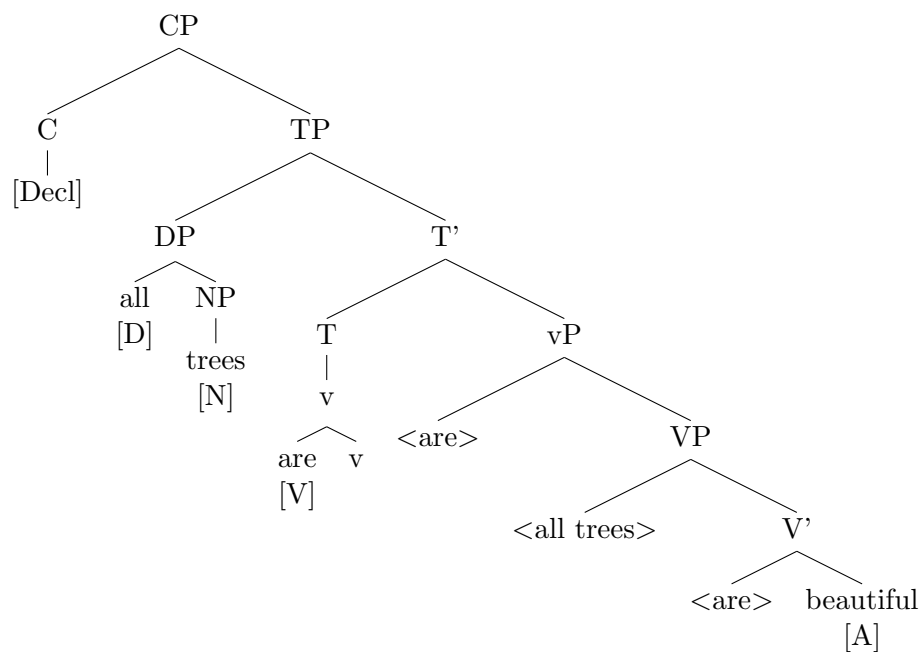 CP
C TP
[Decl]
DP T’
all NP T vP
[D]
trees v
[N] <are> VP
are v
[V]
<all trees> V’
<are> beautiful
[A]